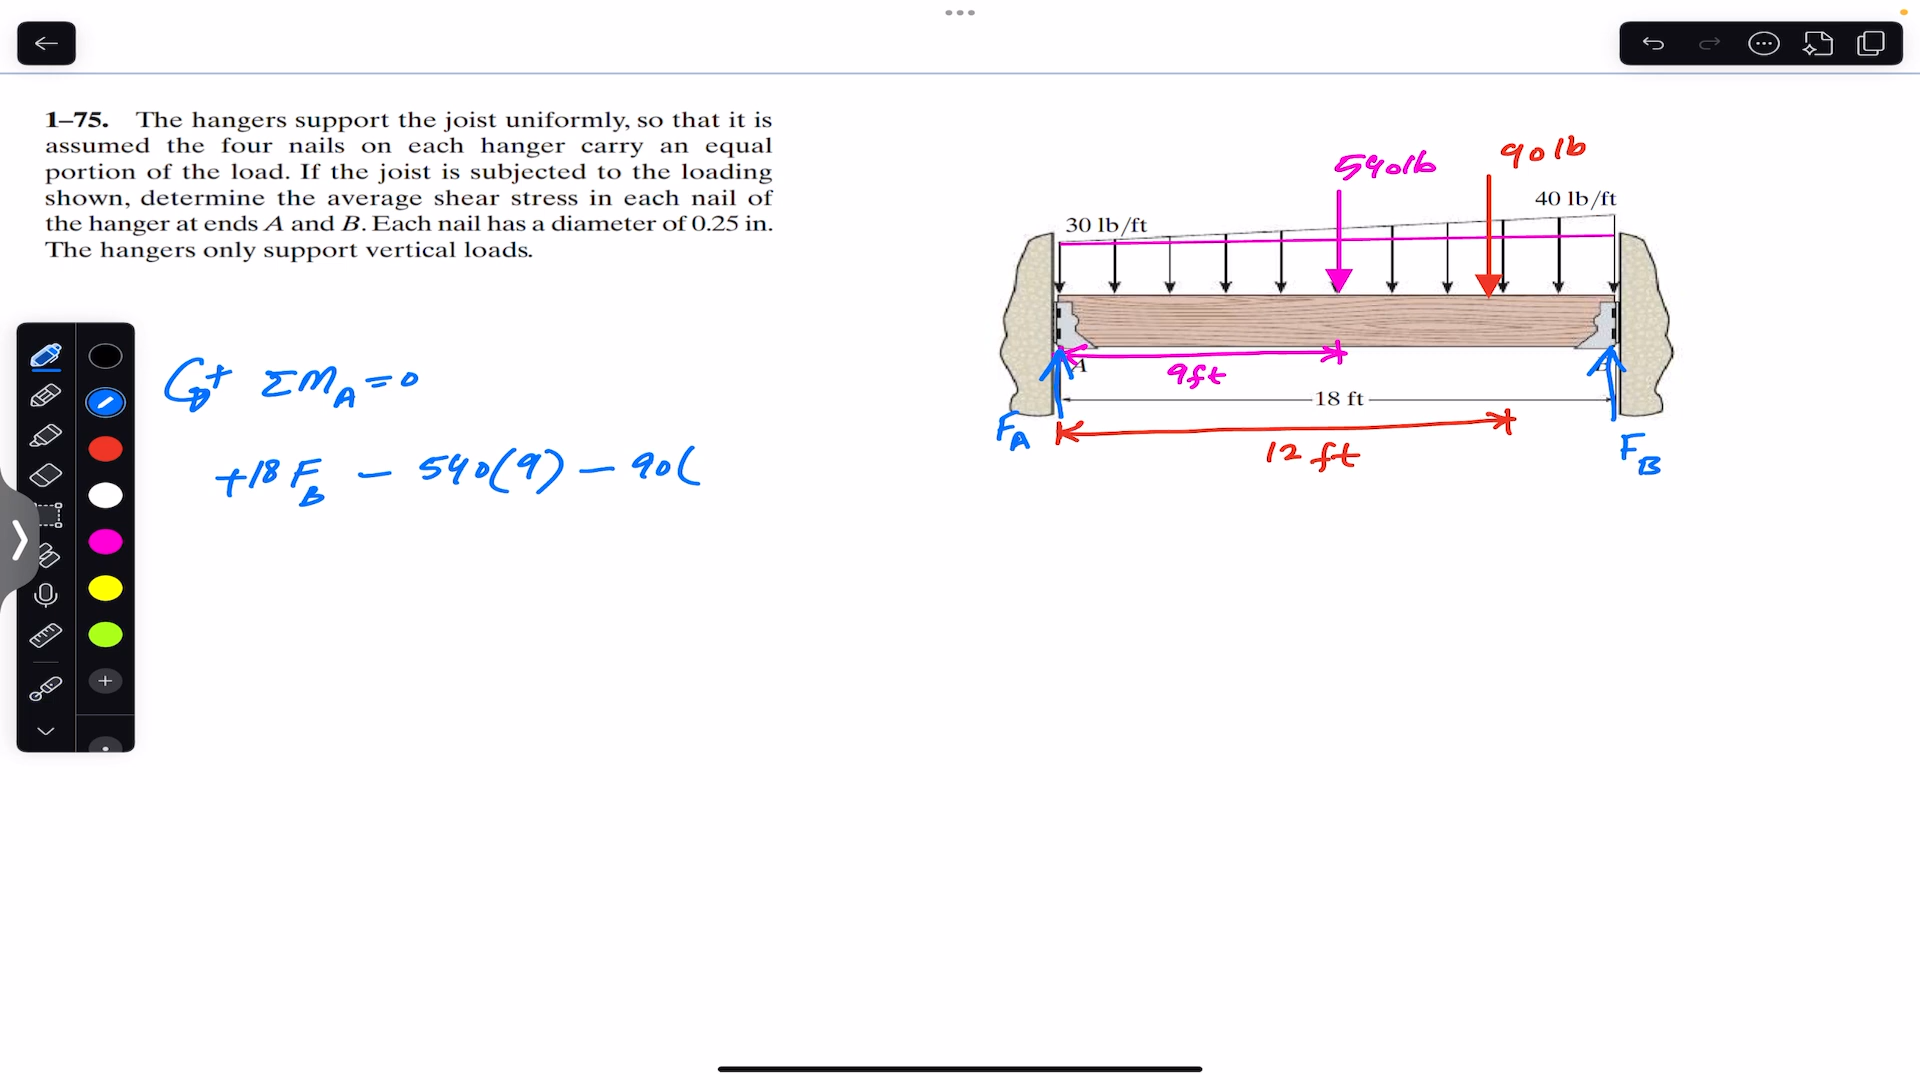 1–75. The hangers support the joist uniformly, so that it is
assumed the four nails on each hanger carry an equal
portion of the load. If the joist is subjected to the loading
shown, determine the average shear stress in each nail of
the hanger at ends A and B. Each nail has a diameter of 0.25 in.
The hangers only support vertical loads.
540lb
90lb
40 lb/ft
30 lb/ft
A
B
9ft
18 ft
F_A
12 ft
F_B
+ ΣM_A = 0
+18 F_B − 540(9) − 90(